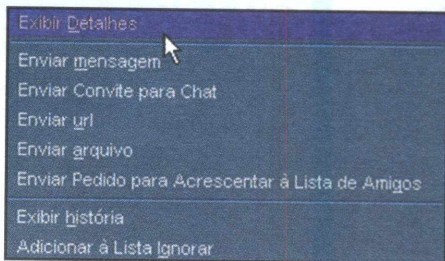 Exibir Detalhes
Enviar mensagem
Enviar Convite para Chat
Enviar url
Enviar arquivo
Enviar Pedido para Acrescentar à Lista de Amigos
Exibir história
Adicionar à Lista Ignorar